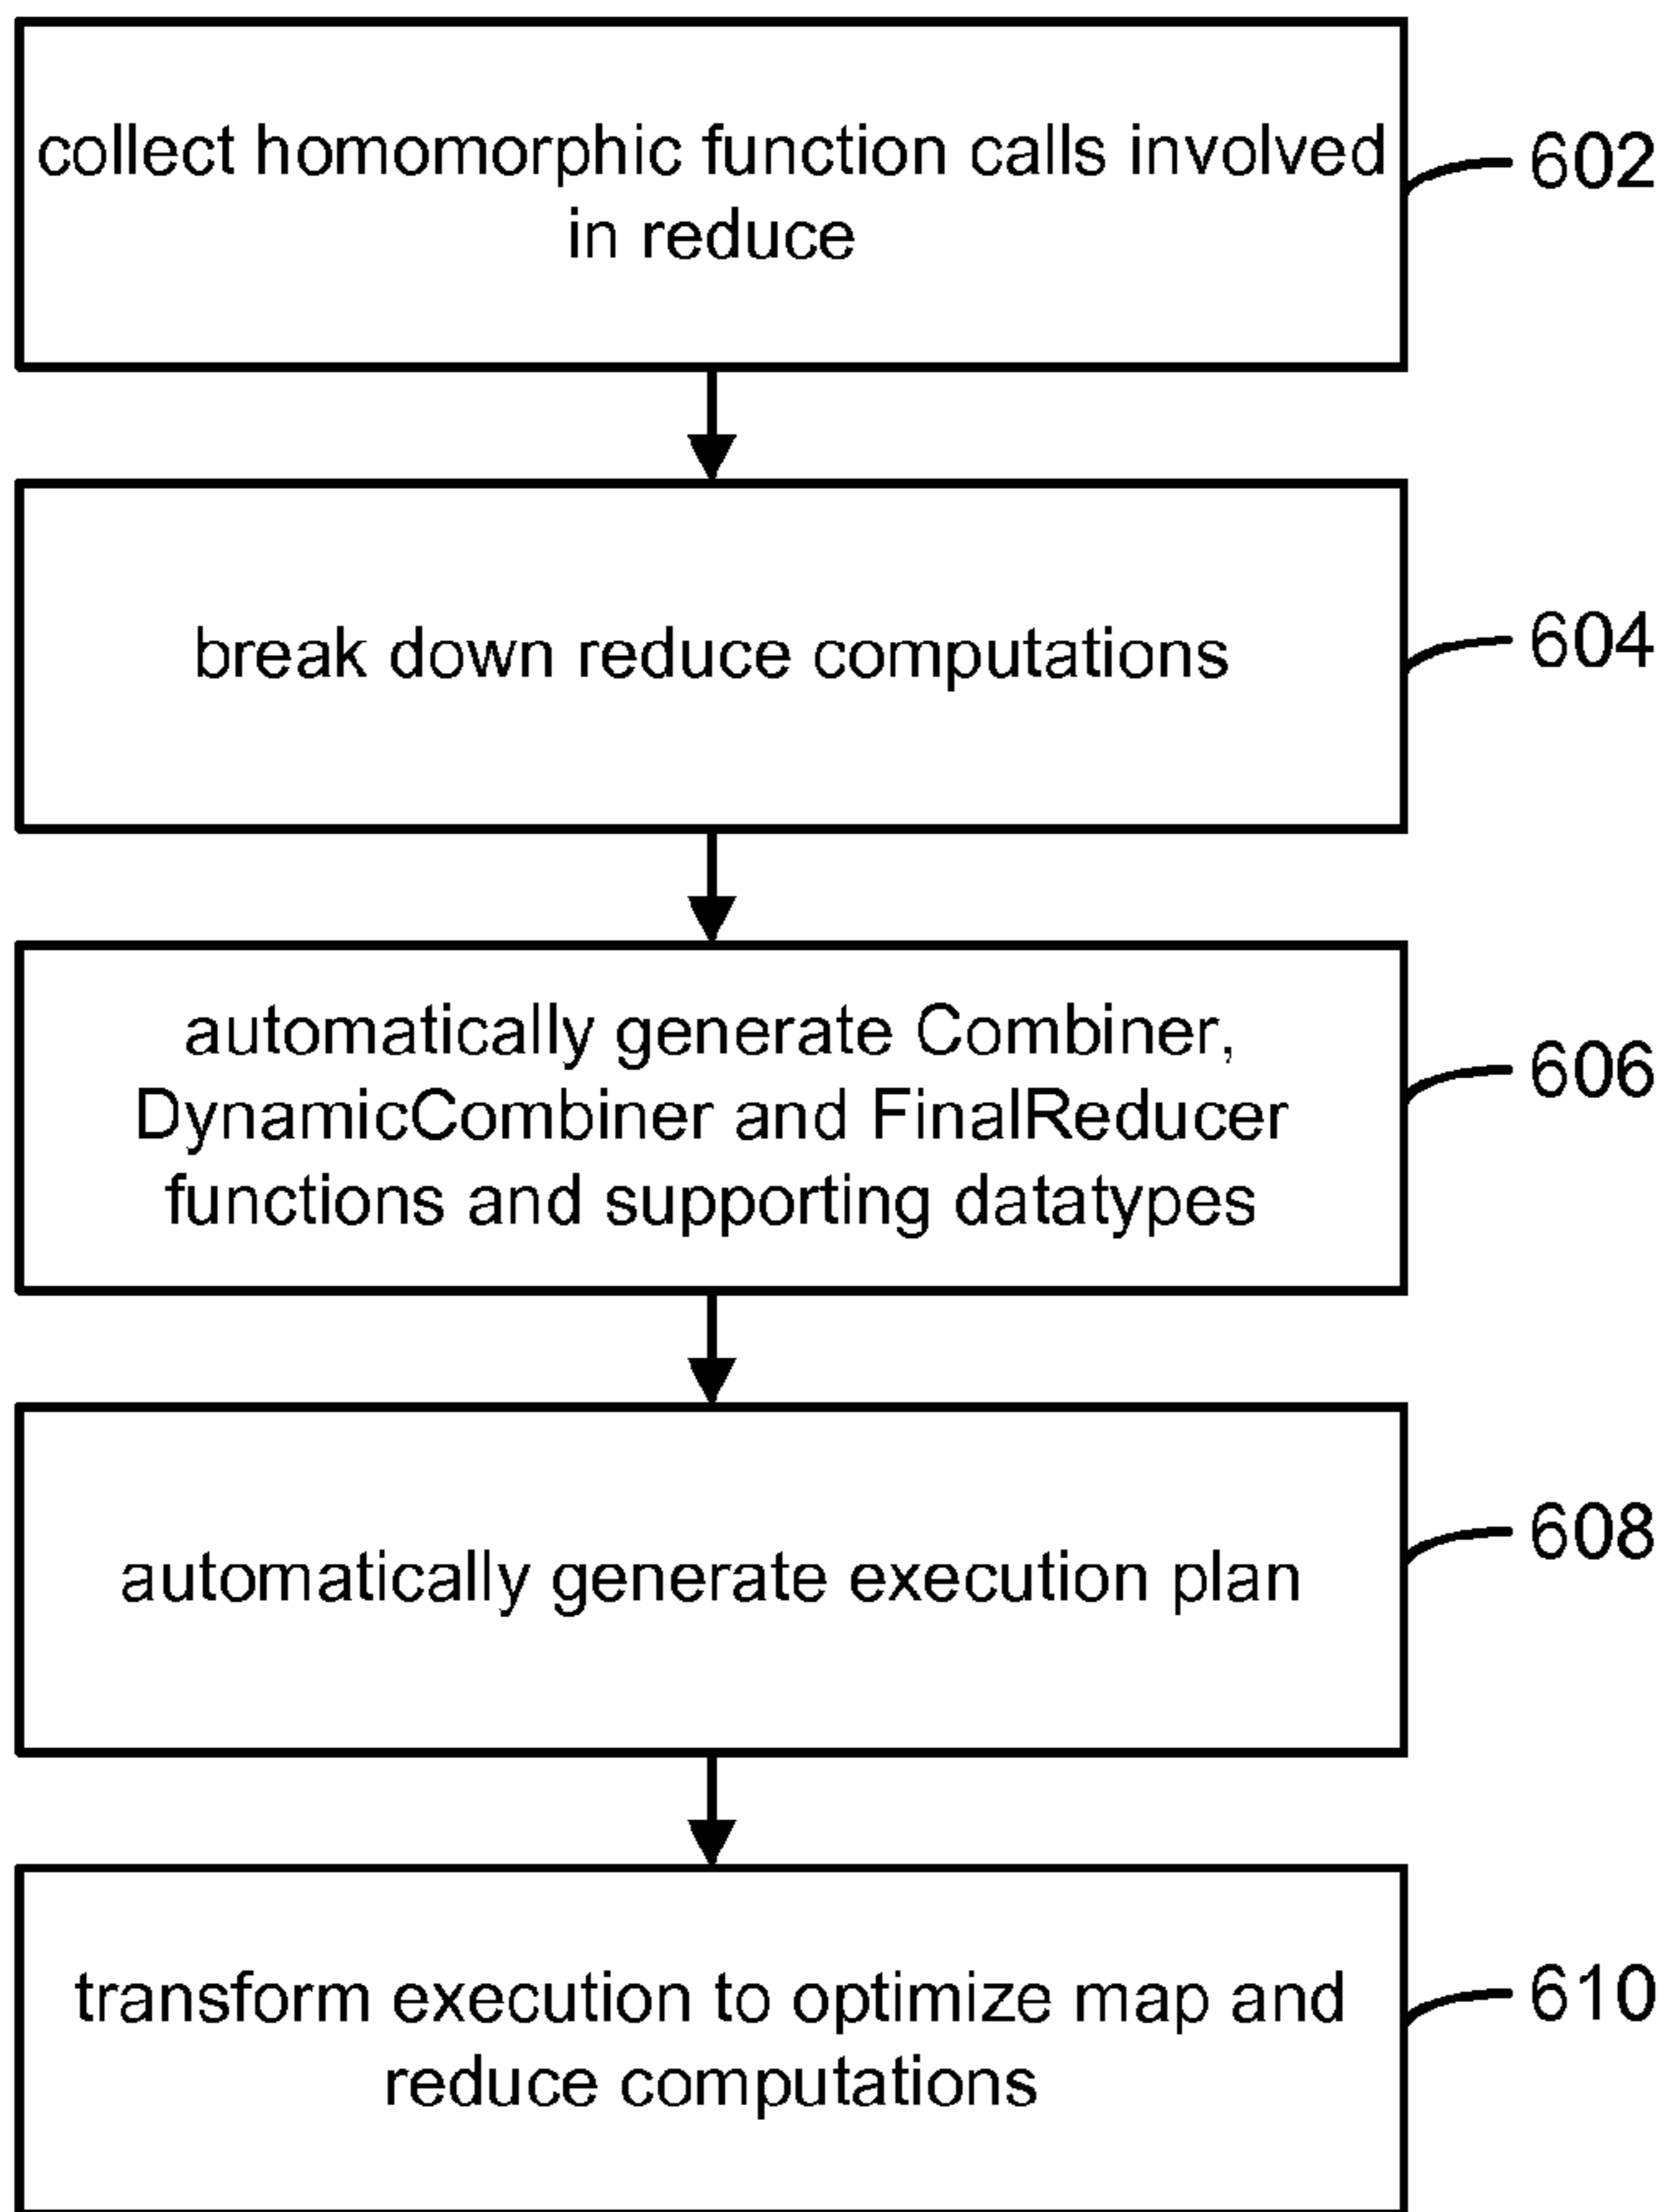 collect homomorphic function calls involved
in reduce
602
break down reduce computations
604
automatically generate Combiner,
DynamicCombiner and FinalReducer
functions and supporting datatypes
606
automatically generate execution plan
608
transform execution to optimize map and
reduce computations
610